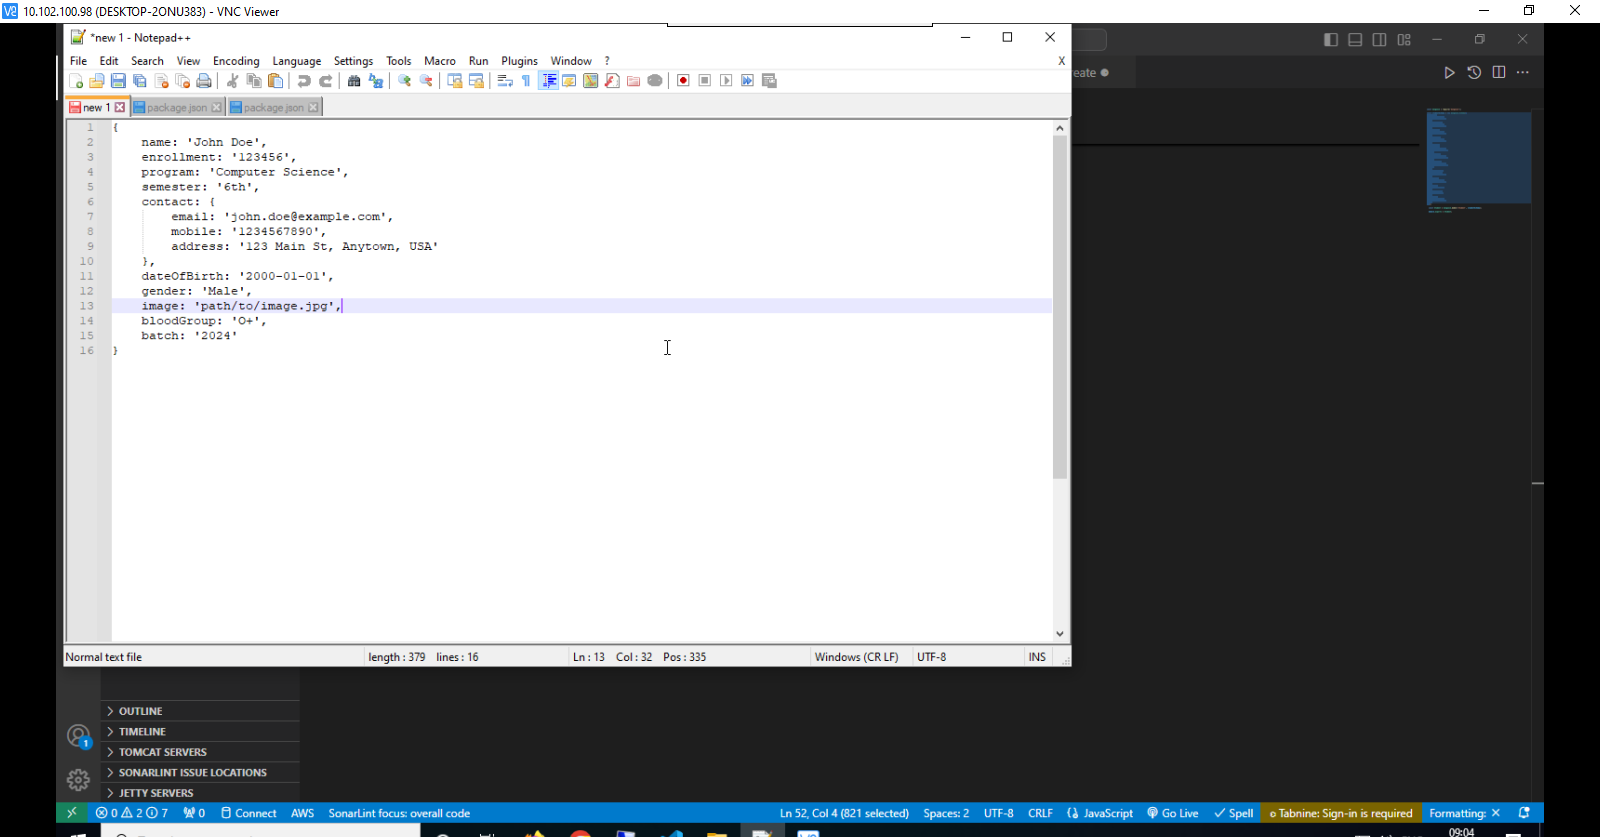 10.102.100.98 (DESKTOP-2ONU383) - VNC Viewer
*new 1 - Notepad++
File Edit Search View Encoding Language Settings Tools Macro Run Plugins Window ? X
new 1 package.json package.json
eate
1 {
2 name: 'John Doe',
3 enrollment: '123456',
4 program: 'Computer Science',
5 semester: '6th',
6 contact: {
7 email: 'john.doe@example.com',
8 mobile: '1234567890',
9 address: '123 Main St, Anytown, USA'
10 },
11 dateOfBirth: '2000-01-01',
12 gender: 'Male',
13 image: 'path/to/image.jpg',
14 bloodGroup: 'O+',
15 batch: '2024'
16 }
Normal text file length : 379 lines : 16 Ln : 13 Col : 32 Pos : 335 Windows (CR LF) UTF-8 INS
OUTLINE
TIMELINE
1
TOMCAT SERVERS
SONARLINT ISSUE LOCATIONS
JETTY SERVERS
0 2 7 0 Connect AWS SonarLint focus: overall code Ln 52, Col 4 (821 selected) Spaces: 2 UTF-8 CRLF JavaScript Go Live Spell Tabnine: Sign-in is required Formatting: ×
09:04